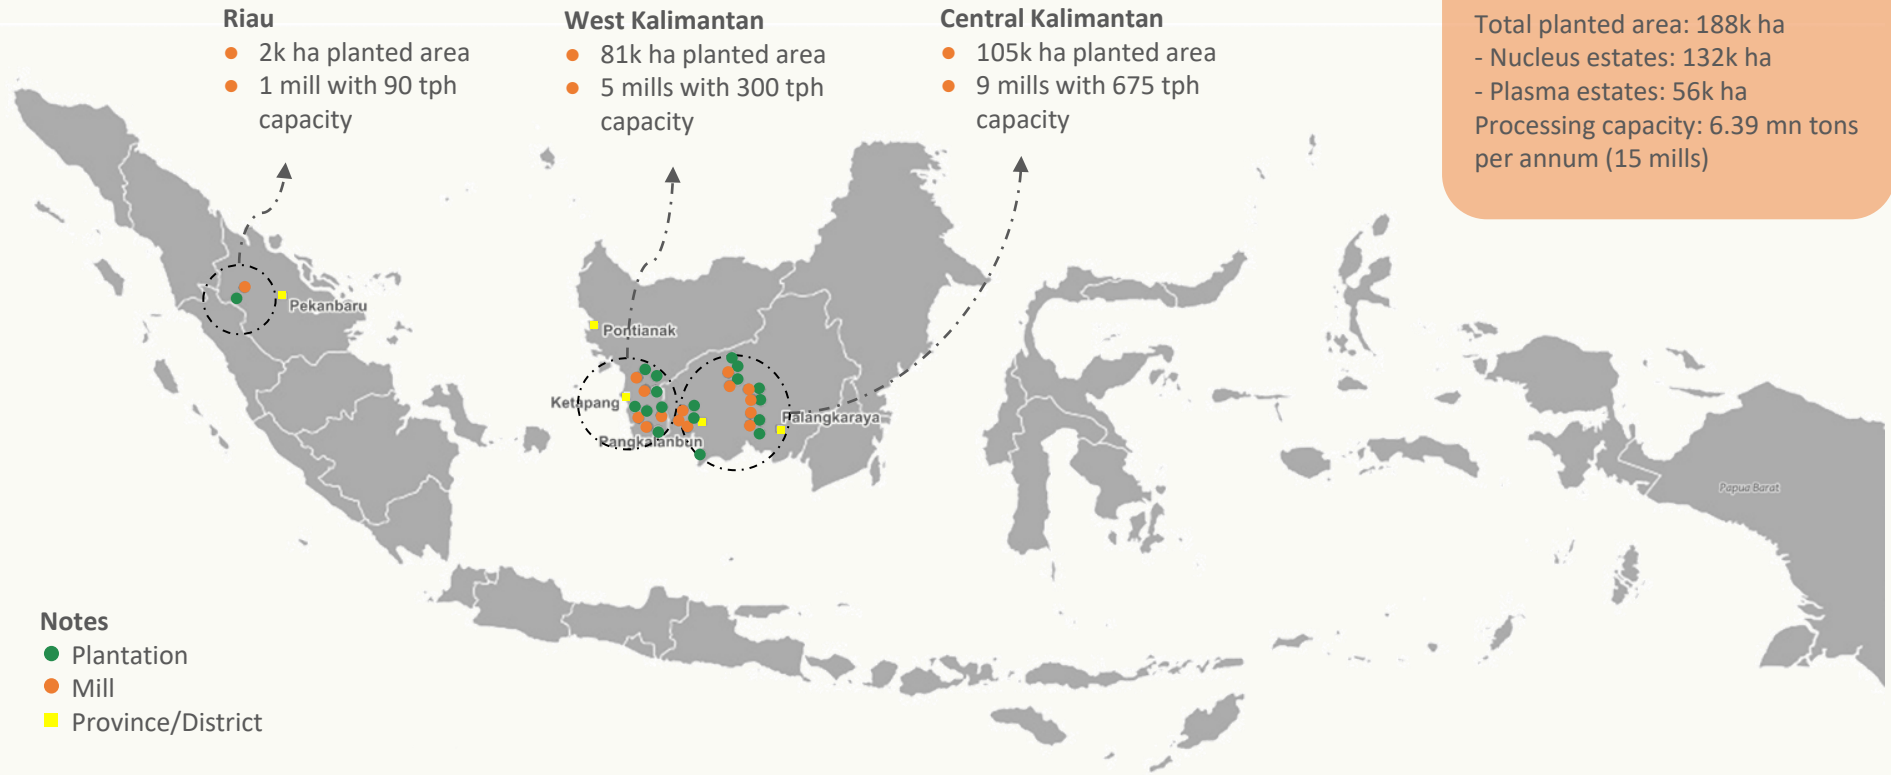 Riau
2k ha planted area
1 mill with 90 tph
capacity
West Kalimantan
81k ha planted area
5 mills with 300 tph
capacity
Central Kalimantan
105k ha planted area
9 mills with 675 tph
capacity
Total planted area: 188k ha
- Nucleus estates: 132k ha
- Plasma estates: 56k ha
Processing capacity: 6.39 mn tons
per annum (15 mills)
Pekanbaru
Pontianak
Ketapang
Pangkalanbun
Palangkaraya
Papua Barat
Notes
Plantation
Mill
Province/District